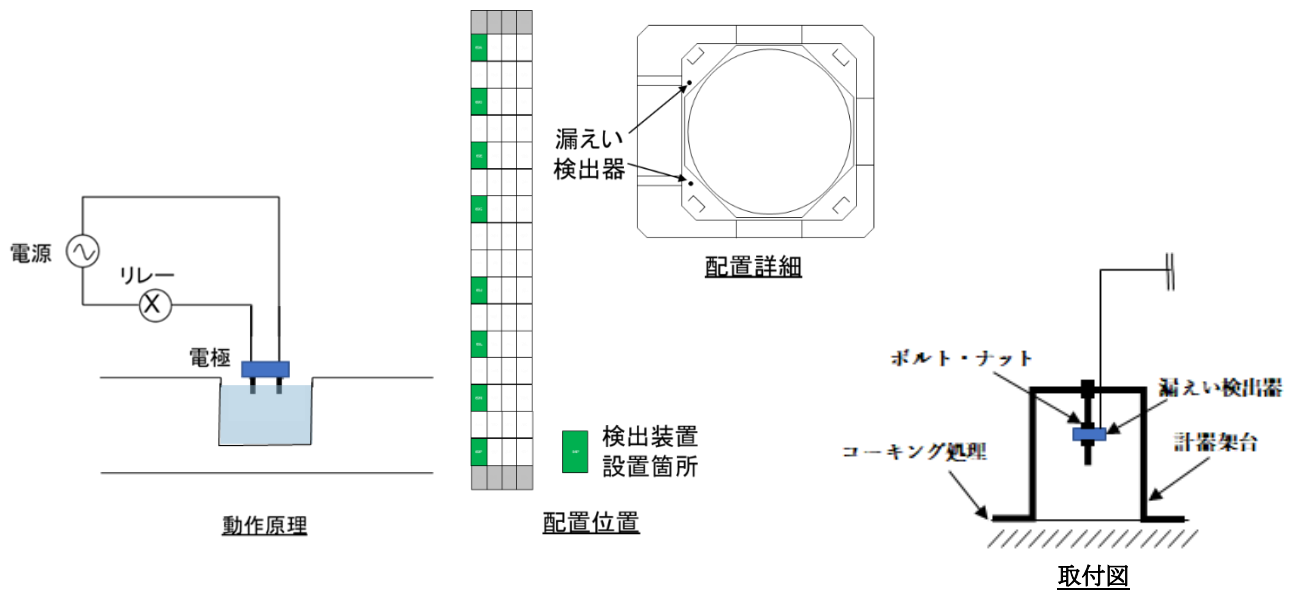 電源
リレー
電極
動作原理
検出装置
設置箇所
配置位置
漏えい
検出器
配置詳細
ボルト・ナット
漏えい検出器
コーキング処理
計器架台
取付図